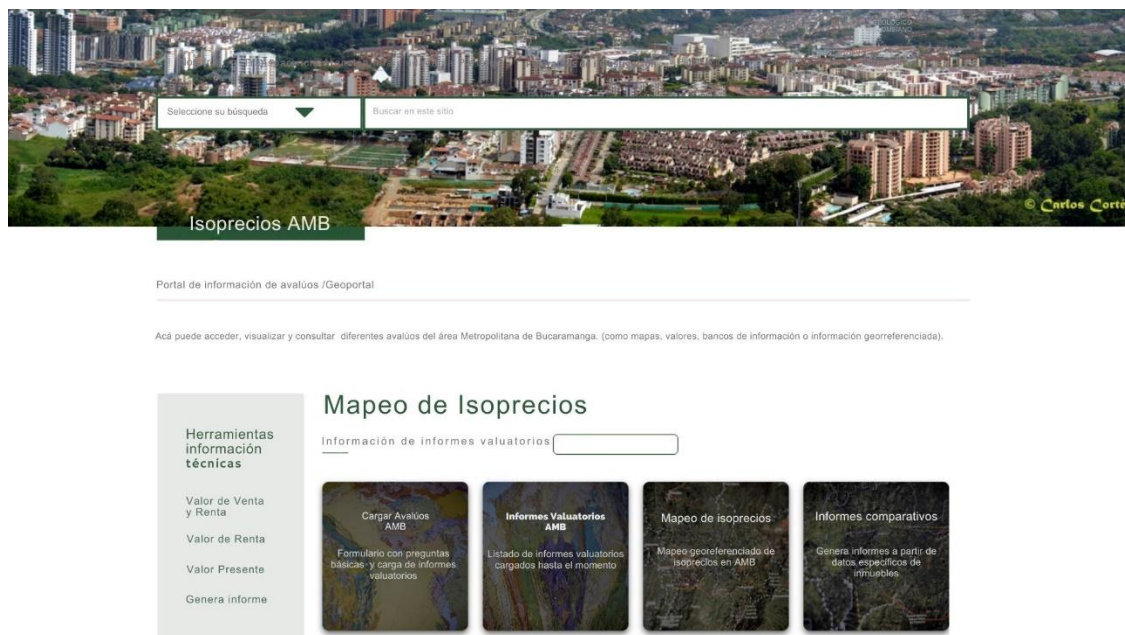 GEOLÓGICO
COLOMBIANO
Seleccione su búsqueda
Buscar en este sitio
© Carlos Corté
Isoprecios AMB
Portal de información de avalúos /Geoportal
Acá puede acceder, visualizar y consultar diferentes avalúos del área Metropolitana de Bucaramanga. (como mapas, valores, bancos de información o información georreferenciada).
Herramientas
información
técnicas
Valor de Venta
y Renta
Valor de Renta
Valor Presente
Genera informe
Mapeo de Isoprecios
Información de informes valuatorios
Cargar Avalúos
AMB
Formulario con preguntas
básicas y carga de informes
valuatorios
Informes Valuatorios
AMB
Listado de informes valuatorios
cargados hasta el momento
Mapeo de isoprecios
Mapeo georeferenciado de
isoprecios en AMB
Informes comparativos
Genera informes a partir de
datos específicos de
inmuebles